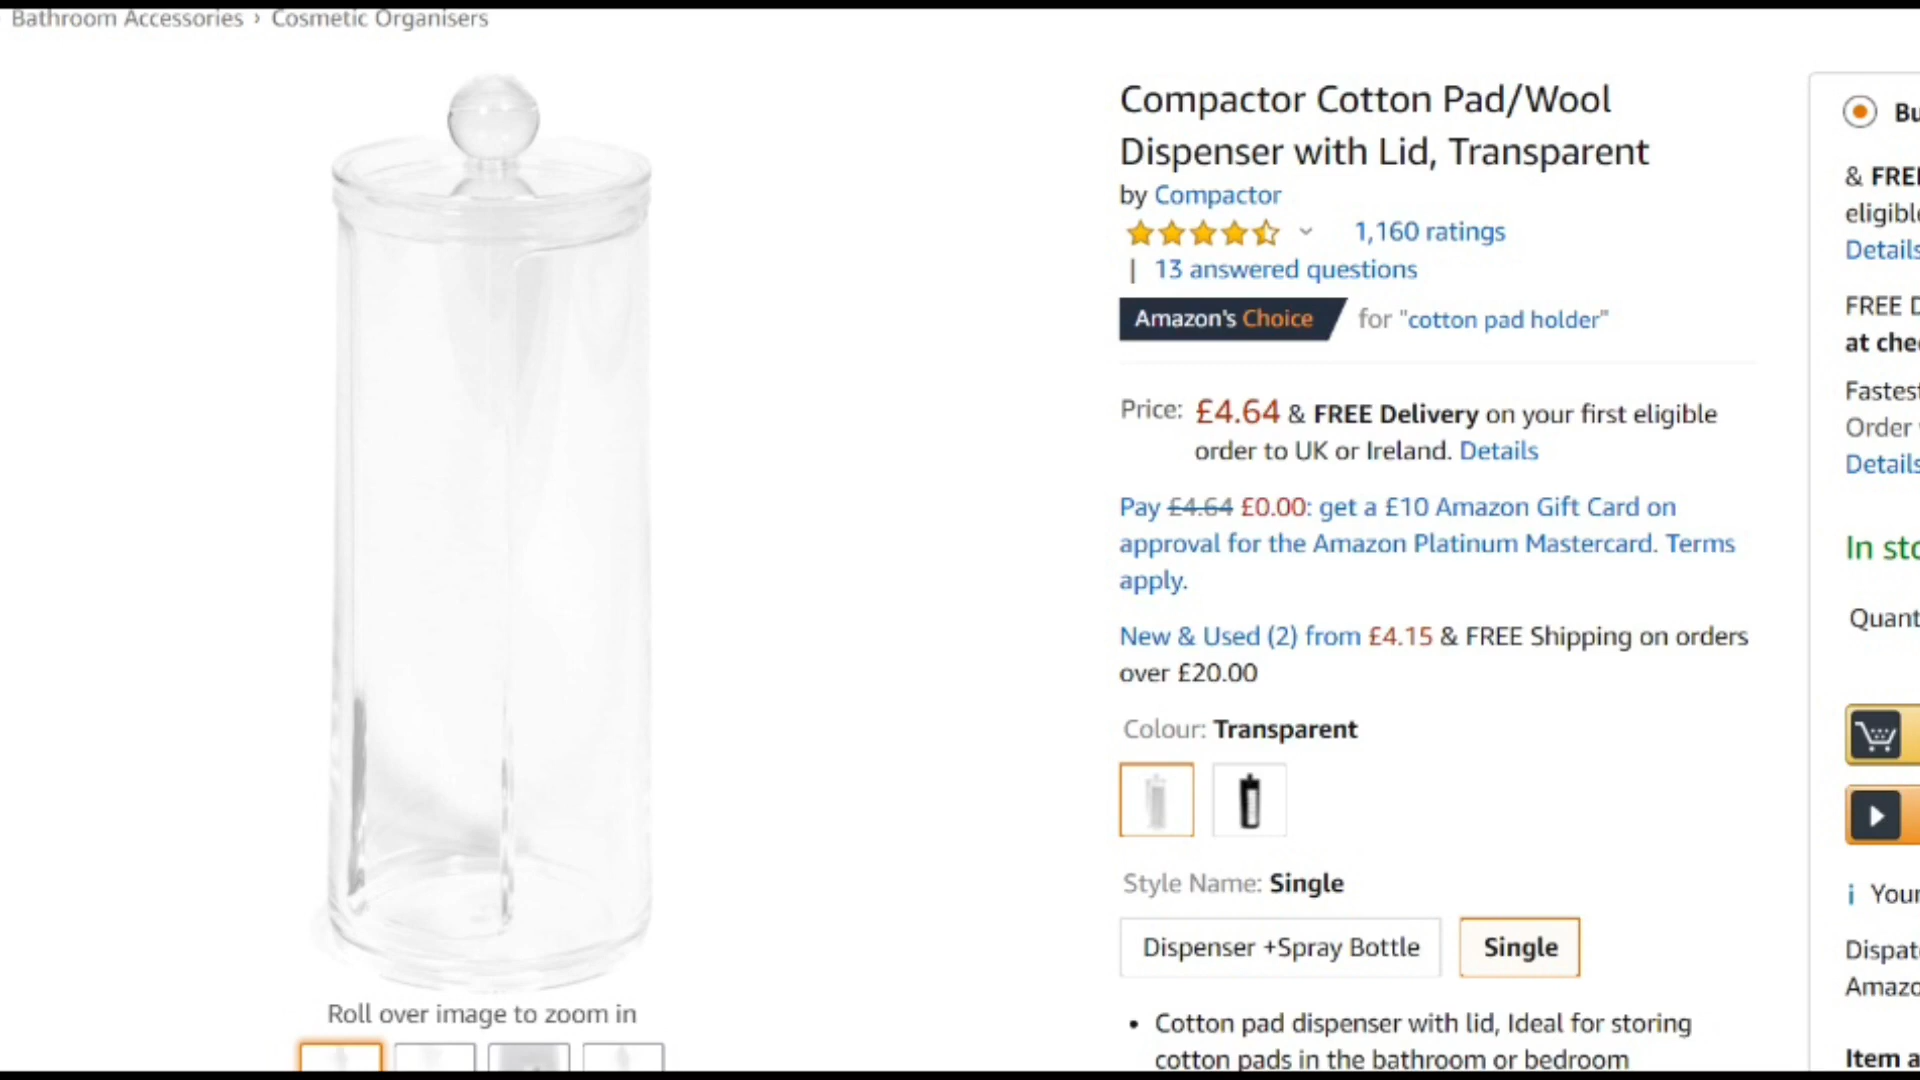 Bathroom Accessories › Cosmetic Organisers
Compactor Cotton Pad/Wool
Dispenser with Lid, Transparent
by Compactor
1,160 ratings
| 13 answered questions
Amazon's Choice for "cotton pad holder"
Price: £4.64 & FREE Delivery on your first eligible
order to UK or Ireland. Details
Pay £4.64 £0.00: get a £10 Amazon Gift Card on
approval for the Amazon Platinum Mastercard. Terms
apply.
New & Used (2) from £4.15 & FREE Shipping on orders
over £20.00
Colour: Transparent
Style Name: Single
Dispenser +Spray Bottle
Single
• Cotton pad dispenser with lid, Ideal for storing
cotton pads in the bathroom or bedroom
Roll over image to zoom in
Bu
& FREE
eligible
Details
FREE D
at chec
Fastest
Order
Details
In sto
Quant
i Your
Dispat
Amazo
Item a